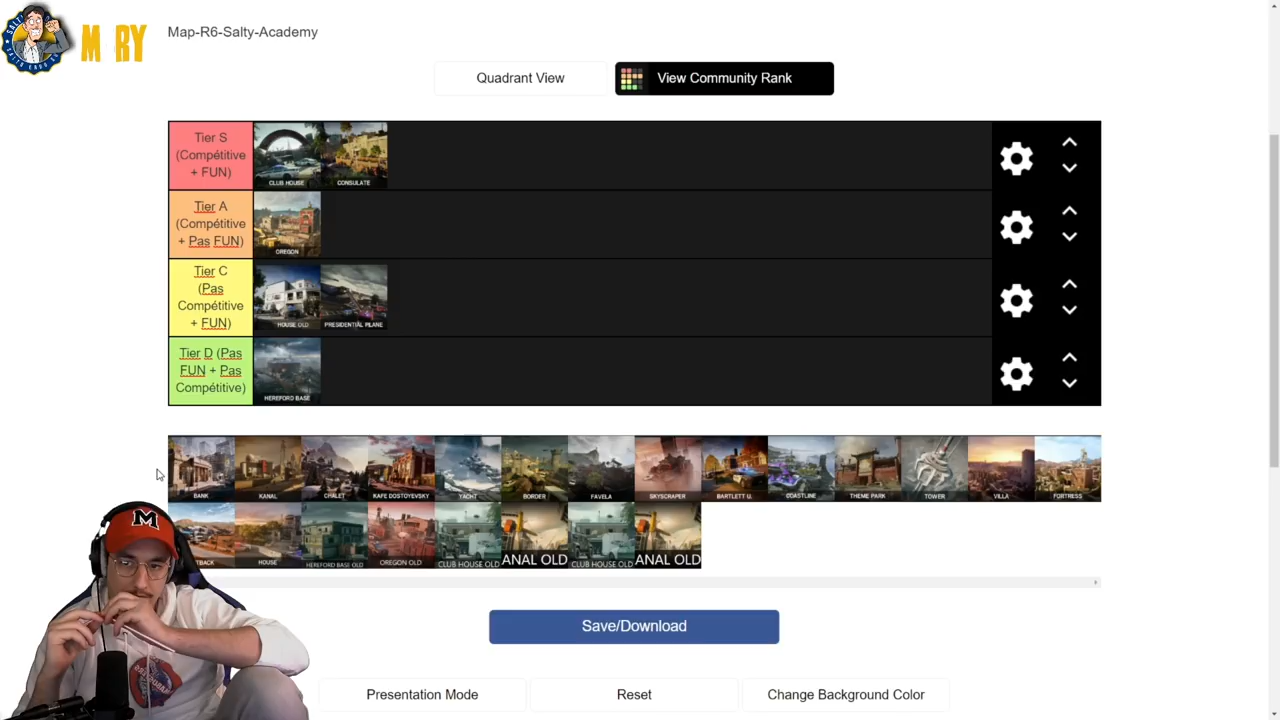 M RY
Map-R6-Salty-Academy
Quadrant View
View Community Rank
Tier S
(Compétitive
+ FUN)
CLUB HOUSE
CONSULATE
Tier A
(Compétitive
+ Pas FUN)
OREGON
Tier C
(Pas
Compétitive
+ FUN)
HOUSE OLD
PRESIDENTIAL PLANE
Tier D (Pas
FUN + Pas
Compétitive)
HEREFORD BASE
BANK
KANAL
CHALET
KAFE DOSTOYEVSKY
YACHT
BORDER
FAVELA
SKYSCRAPER
BARTLETT U.
COASTLINE
THEME PARK
TOWER
VILLA
FORTRESS
TBACK
HOUSE
HEREFORD BASE OLD
OREGON OLD
CLUB HOUSE OLD
ANAL OLD
CLUB HOUSE OLD
ANAL OLD
Save/Download
M
Presentation Mode
Reset
Change Background Color